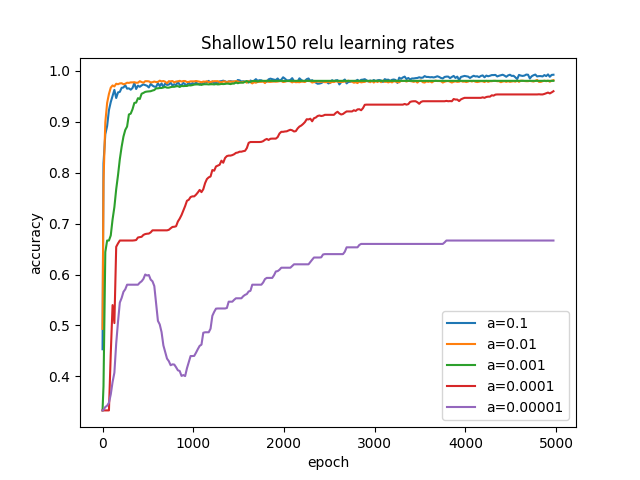 Shallow150 relu learning rates
accuracy
1.0
0.9
0.8
0.7
0.6
0.5
0.4
a=0.1
a=0.01
a=0.001
a=0.0001
a=0.00001
0 1000 2000 3000 4000 5000
epoch